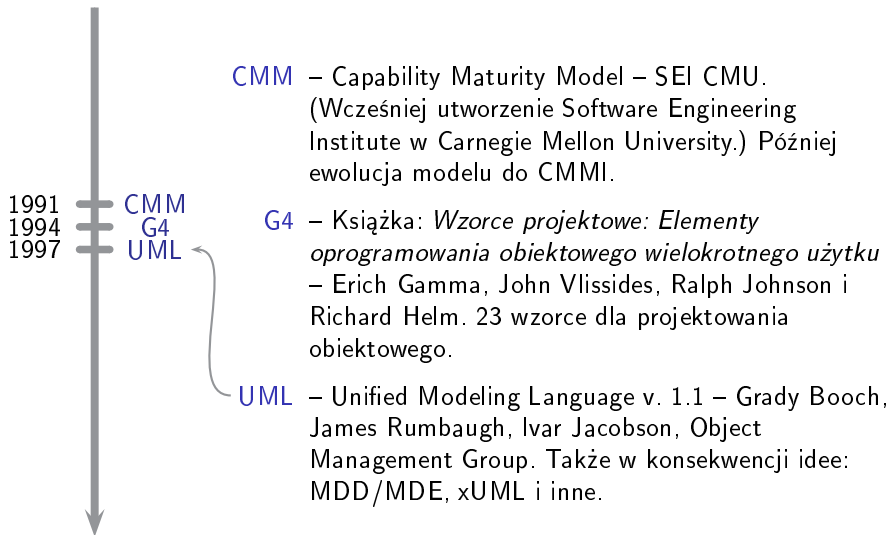 1991 CMM
1994 G4
1997 UML
CMM – Capability Maturity Model – SEI CMU.
(Wcześniej utworzenie Software Engineering
Institute w Carnegie Mellon University.) Później
ewolucja modelu do CMMI.
G4 – Książka: Wzorce projektowe: Elementy
oprogramowania obiektowego wielokrotnego użytku
– Erich Gamma, John Vlissides, Ralph Johnson i
Richard Helm. 23 wzorce dla projektowania
obiektowego.
UML – Unified Modeling Language v. 1.1 – Grady Booch,
James Rumbaugh, Ivar Jacobson, Object
Management Group. Także w konsekwencji idee:
MDD/MDE, xUML i inne.